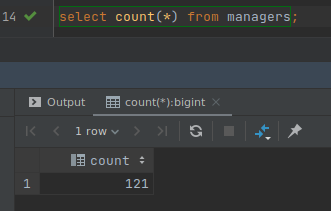 14 select count(*) from managers;
Output count(*):bigint
1 row
count
1 121